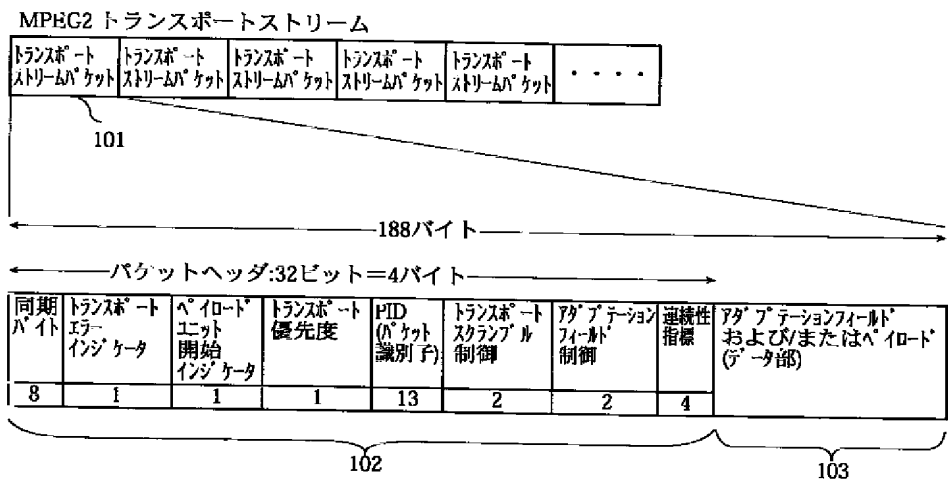 MPEG2 トランスポートストリーム
トランスポート
ストリームパケット
トランスポート
ストリームパケット
トランスポート
ストリームパケット
トランスポート
ストリームパケット
トランスポート
ストリームパケット
・・・・
101
188バイト
パケットヘッダ:32ビット=4バイト
同期
バイト
8
トランスポート
エラー
インジケータ
1
ペイロード
ユニット
開始
インジケータ
1
トランスポート
優先度
1
PID
(パケット
識別子)
13
トランスポート
スクランブル
制御
2
アダプテーション
フィールド
制御
2
連続性
指標
4
アダプテーションフィールド
および/またはペイロード
(データ部)
102
103